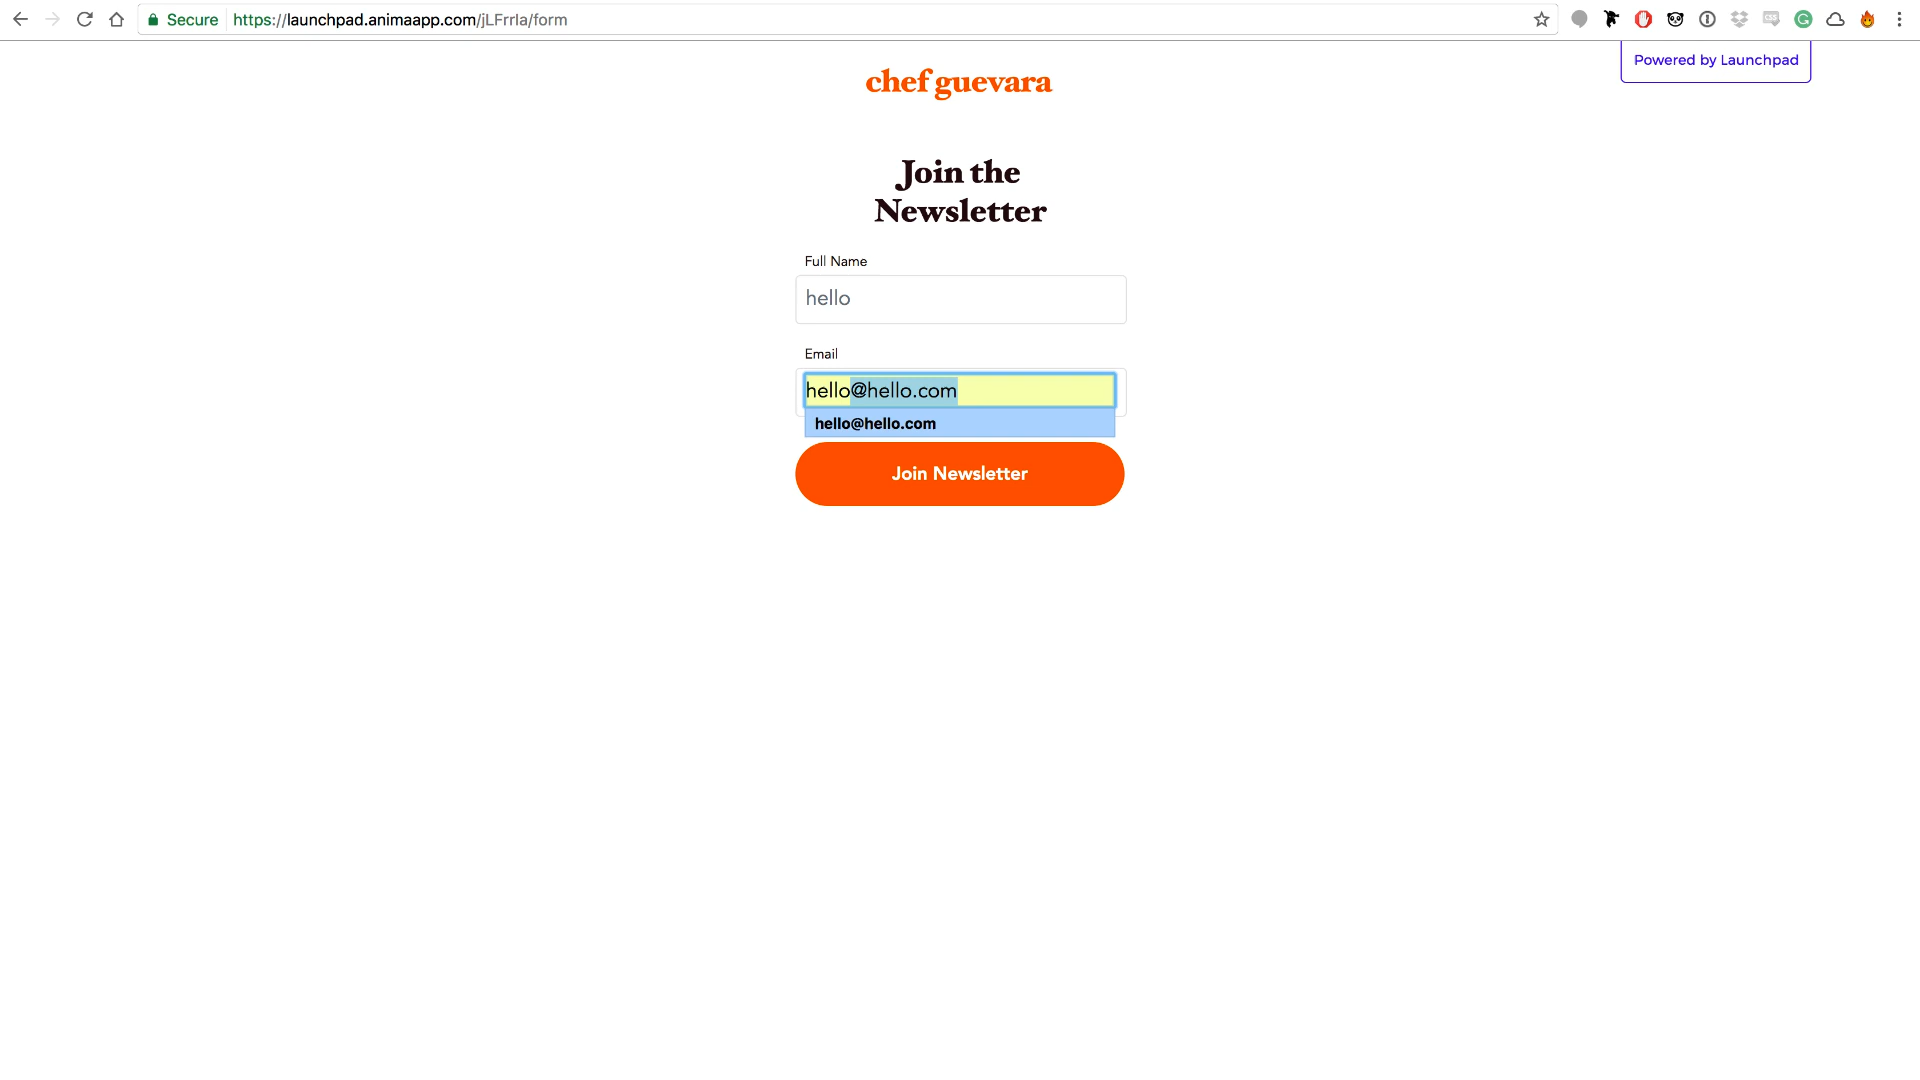 Secure https://launchpad.animaapp.com/jLFrrIa/form
Powered by Launchpad
chef guevara
Join the
Newsletter
Full Name
hello
Email
hello@hello.com
hello@hello.com
Join Newsletter